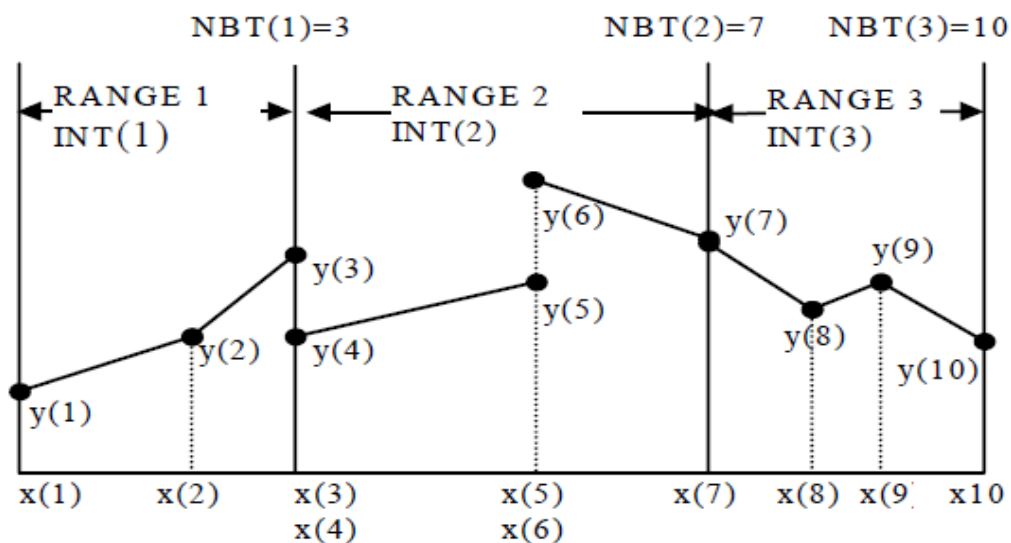 NBT(1)=3 NBT(2)=7 NBT(3)=10
RANGE 1 RANGE 2 RANGE 3
INT(1) INT(2) INT(3)
y(6) y(7)
y(3) y(9)
y(5)
y(2) y(4) y(8)
y(10)
y(1)
x(1) x(2) x(3) x(5) x(7) x(8) x(9 x10
x(4) x(6)